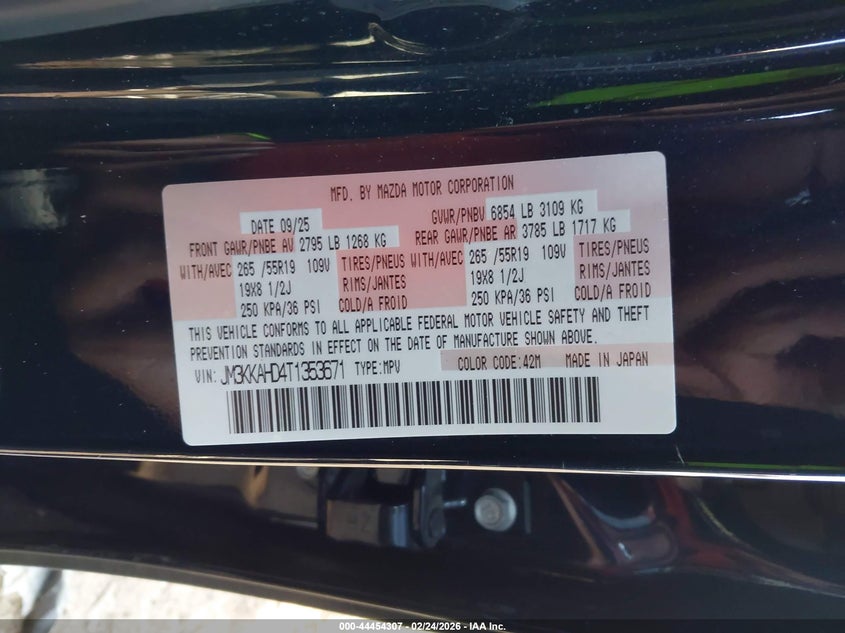 MFD. BY MAZDA MOTOR CORPORATION
DATE 09/25 GVWR/PNBV 6854 LB 3109 KG
FRONT GAWR/PNBE AV 2795 LB 1268 KG REAR GAWR/PNBE AR 3785 LB 1717 KG
WITH/AVEC 265 /55R19 109V TIRES/PNEUS WITH/AVEC 265 /55R19 109V TIRES/PNEUS
19X8 1/2J RIMS/JANTES 19X8 1/2J RIMS/JANTES
250 KPA/36 PSI COLD/A FROID 250 KPA/36 PSI COLD/A FROID
THIS VEHICLE CONFORMS TO ALL APPLICABLE FEDERAL MOTOR VEHICLE SAFETY AND THEFT
PREVENTION STANDARDS IN EFFECT ON THE DATE OF MANUFACTURE SHOWN ABOVE.
VIN: JM3KKAHD4T1353671 TYPE:MPV COLOR CODE:42M MADE IN JAPAN
000-44454307 - 02/24/2026 - IAA Inc.